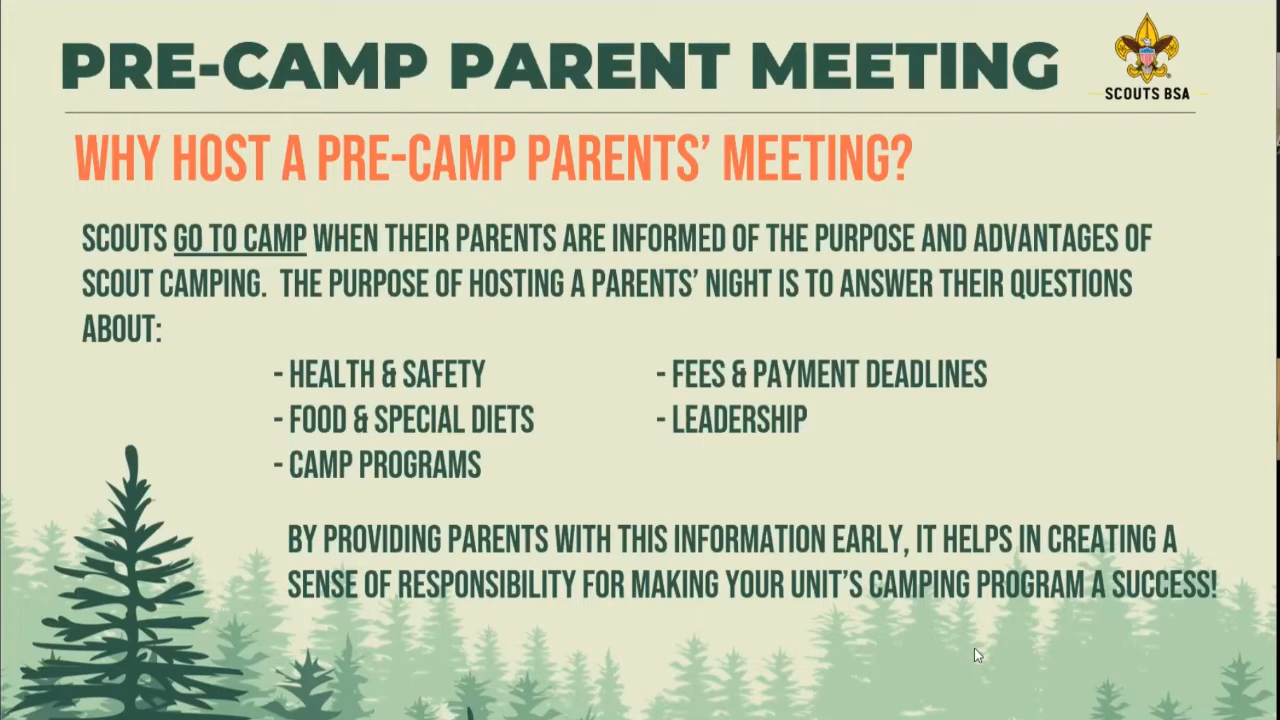 PRE-CAMP PARENT MEETING
SCOUTS BSA
WHY HOST A PRE-CAMP PARENTS' MEETING?
SCOUTS GO TO CAMP WHEN THEIR PARENTS ARE INFORMED OF THE PURPOSE AND ADVANTAGES OF
SCOUT CAMPING. THE PURPOSE OF HOSTING A PARENTS' NIGHT IS TO ANSWER THEIR QUESTIONS
ABOUT:
- HEALTH & SAFETY
- FOOD & SPECIAL DIETS
- CAMP PROGRAMS
- FEES & PAYMENT DEADLINES
- LEADERSHIP
BY PROVIDING PARENTS WITH THIS INFORMATION EARLY, IT HELPS IN CREATING A
SENSE OF RESPONSIBILITY FOR MAKING YOUR UNIT'S CAMPING PROGRAM A SUCCESS!